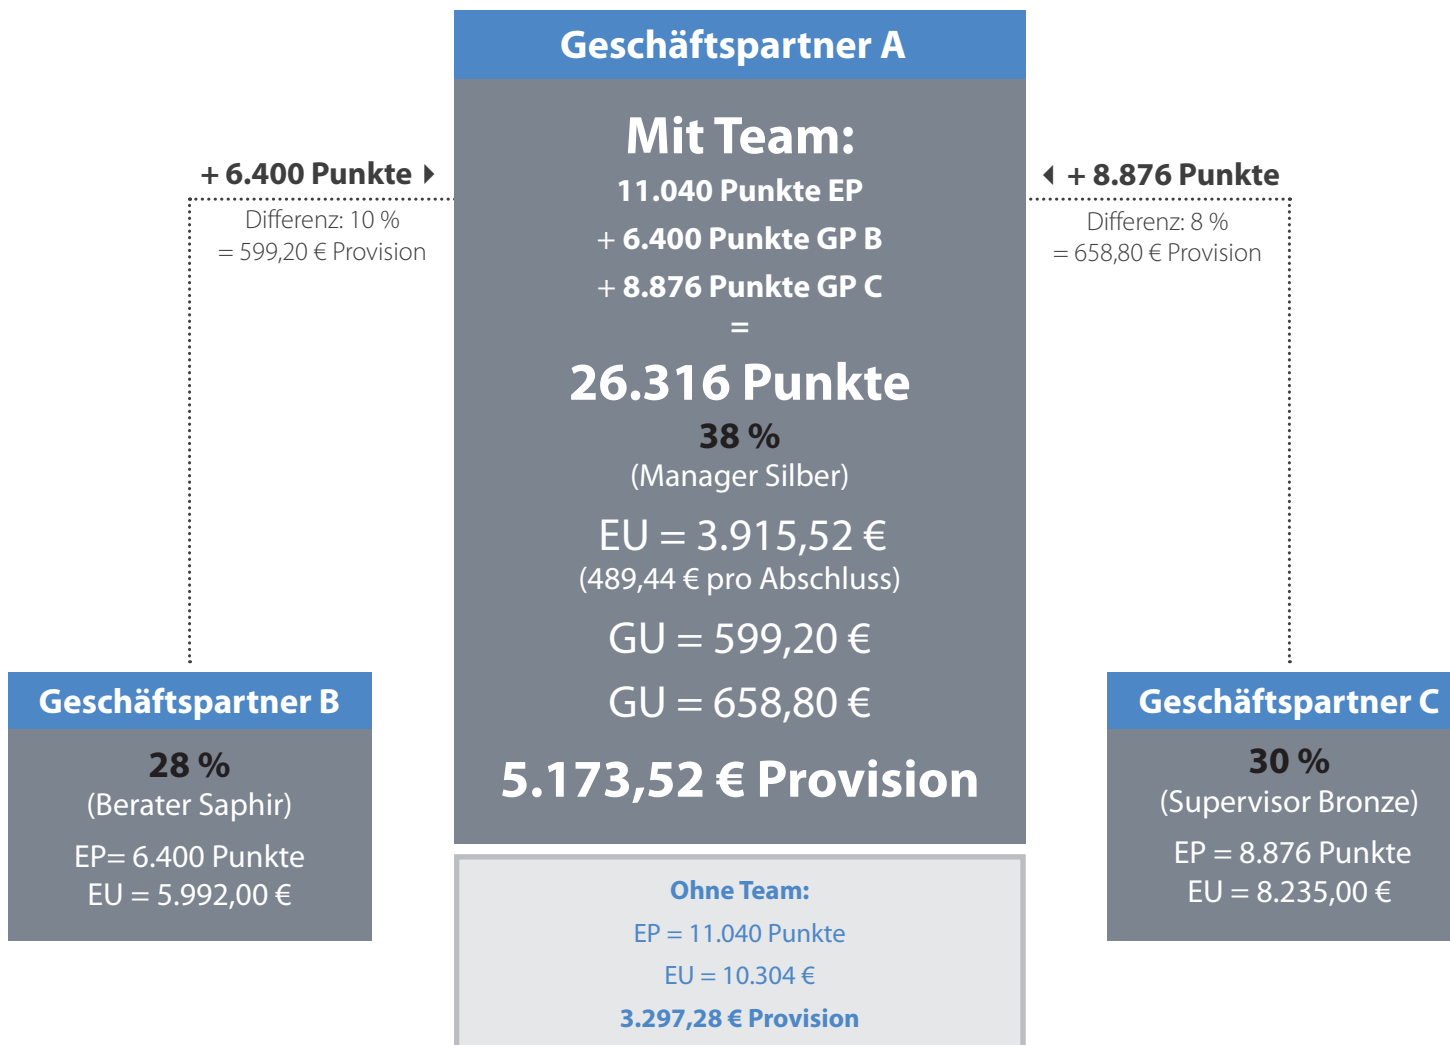 Geschäftspartner A
Mit Team:
11.040 Punkte EP
+ 6.400 Punkte GP B
+ 8.876 Punkte GP C
=
26.316 Punkte
38 %
(Manager Silber)
EU = 3.915,52 €
(489,44 € pro Abschluss)
GU = 599,20 €
GU = 658,80 €
5.173,52 € Provision
+ 6.400 Punkte
Differenz: 10 %
= 599,20 € Provision
+ 8.876 Punkte
Differenz: 8 %
= 658,80 € Provision
Geschäftspartner B
28 %
(Berater Saphir)
EP= 6.400 Punkte
EU = 5.992,00 €
Geschäftspartner C
30 %
(Supervisor Bronze)
EP = 8.876 Punkte
EU = 8.235,00 €
Ohne Team:
EP = 11.040 Punkte
EU = 10.304 €
3.297,28 € Provision